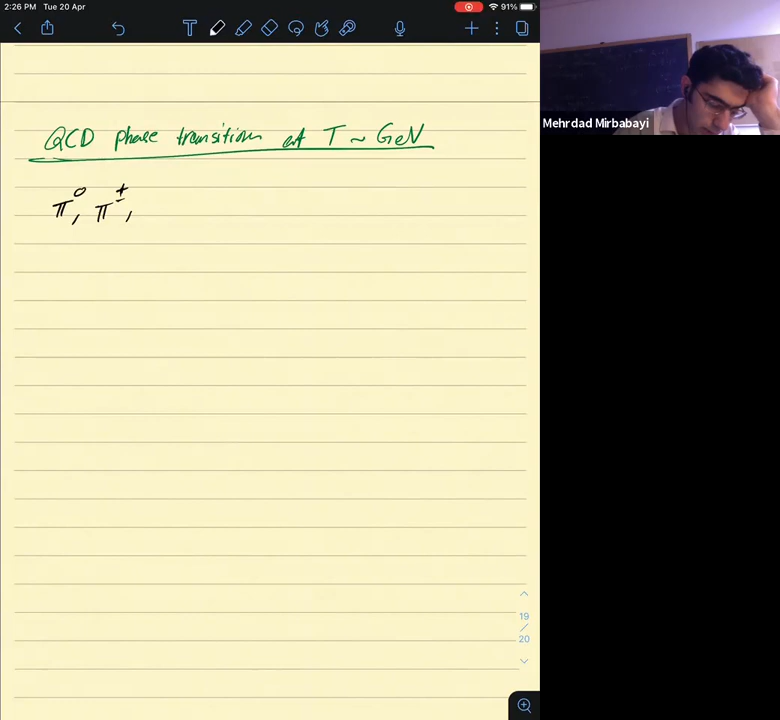 2:26 PM Tue 20 Apr
91%
T
Mehrdad Mirbabayi
QCD phase transition at T ~ GeV
π⁰, π±,
19
/
20